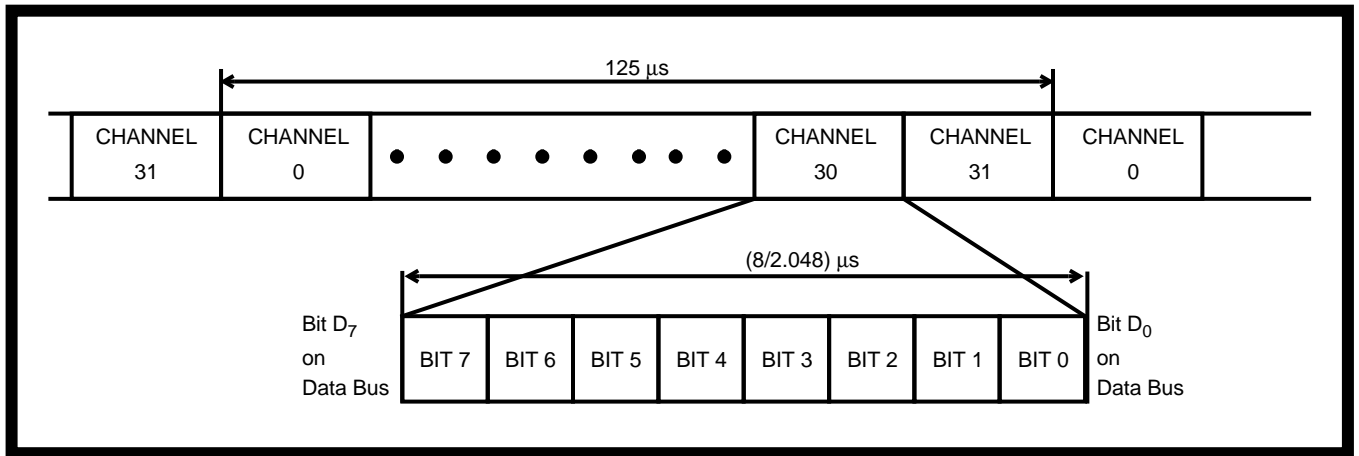 125 μs
CHANNEL 31
CHANNEL 0
CHANNEL 30
CHANNEL 31
CHANNEL 0
(8/2.048) μs
Bit D7 on Data Bus
BIT 7
BIT 6
BIT 5
BIT 4
BIT 3
BIT 2
BIT 1
BIT 0
Bit D0 on Data Bus